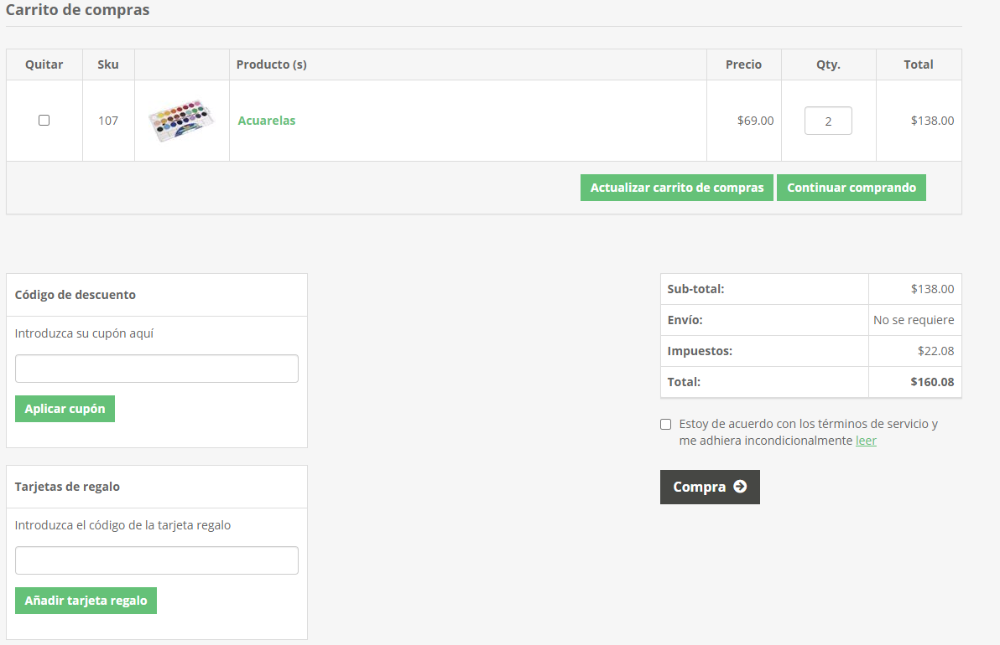 Carrito de compras
Quitar Sku Producto (s) Precio Qty. Total
107 Acuarelas $69.00 2 $138.00
Actualizar carrito de compras Continuar comprando
Código de descuento
Introduzca su cupón aquí
Aplicar cupón
Tarjetas de regalo
Introduzca el código de la tarjeta regalo
Añadir tarjeta regalo
Sub-total: $138.00
Envío: No se requiere
Impuestos: $22.08
Total: $160.08
Estoy de acuerdo con los términos de servicio y
me adhiera incondicionalmente leer
Compra